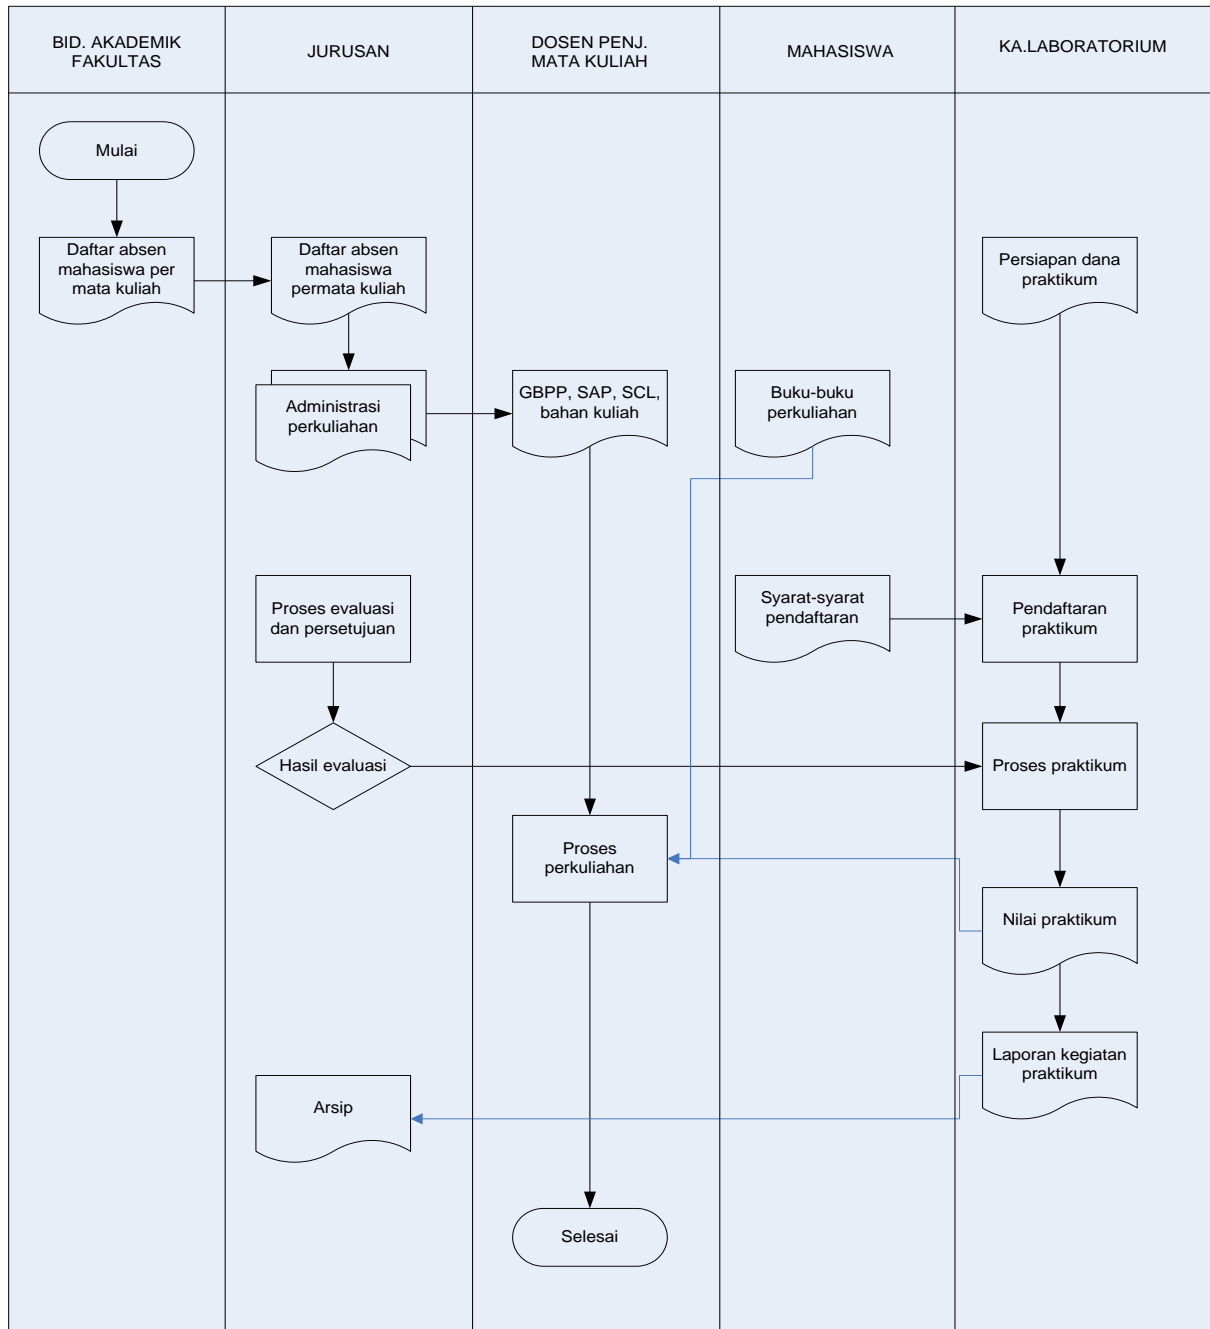 BID. AKADEMIK
FAKULTAS
JURUSAN
DOSEN PENJ.
MATA KULIAH
MAHASISWA
KA.LABORATORIUM
Mulai
Daftar absen
mahasiswa per
mata kuliah
Daftar absen
mahasiswa
permata kuliah
Persiapan dana
praktikum
Administrasi
perkuliahan
GBPP, SAP, SCL,
bahan kuliah
Buku-buku
perkuliahan
Proses evaluasi
dan persetujuan
Syarat-syarat
pendaftaran
Pendaftaran
praktikum
Hasil evaluasi
Proses praktikum
Proses
perkuliahan
Nilai praktikum
Laporan kegiatan
praktikum
Arsip
Selesai